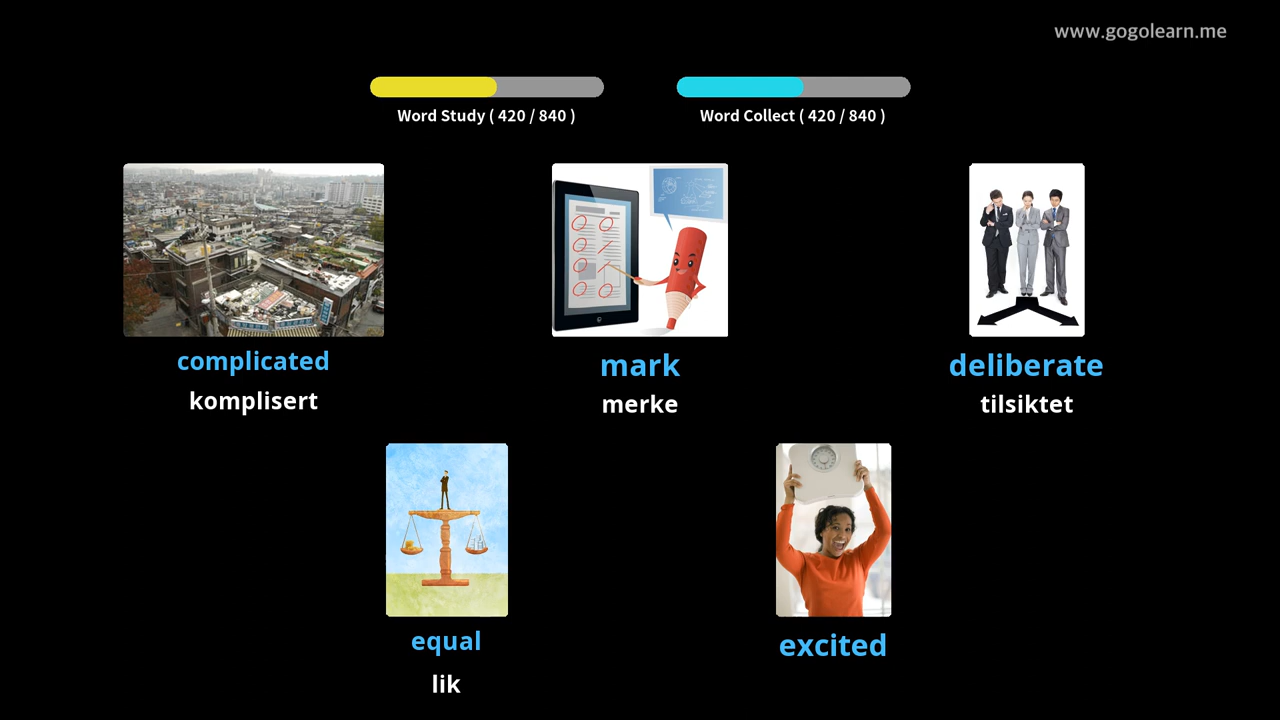 www.gogolearn.me
Word Study ( 420 / 840 )
Word Collect ( 420 / 840 )
complicated
komplisert
mark
merke
deliberate
tilsiktet
equal
lik
excited